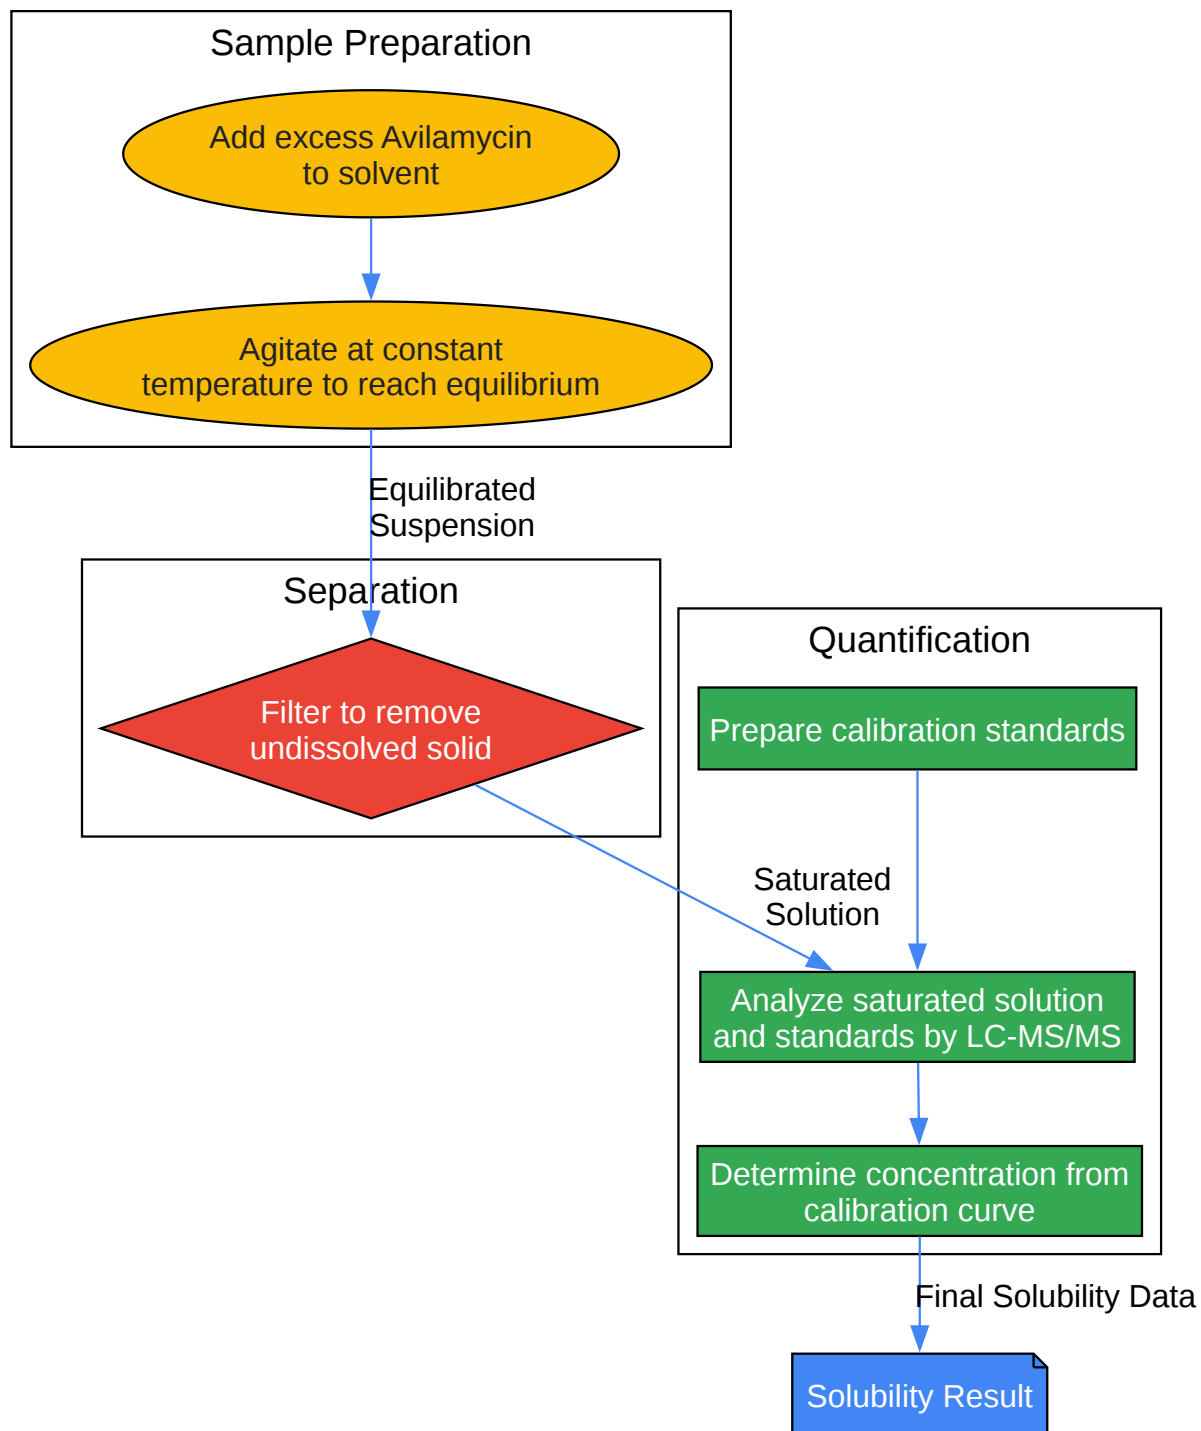 Sample Preparation
Add excess Avilamycin
to solvent
Agitate at constant
temperature to reach equilibrium
Equilibrated
Suspension
Separation
Filter to remove
undissolved solid
Quantification
Prepare calibration standards
Saturated
Solution
Analyze saturated solution
and standards by LC-MS/MS
Determine concentration from
calibration curve
Final Solubility Data
Solubility Result